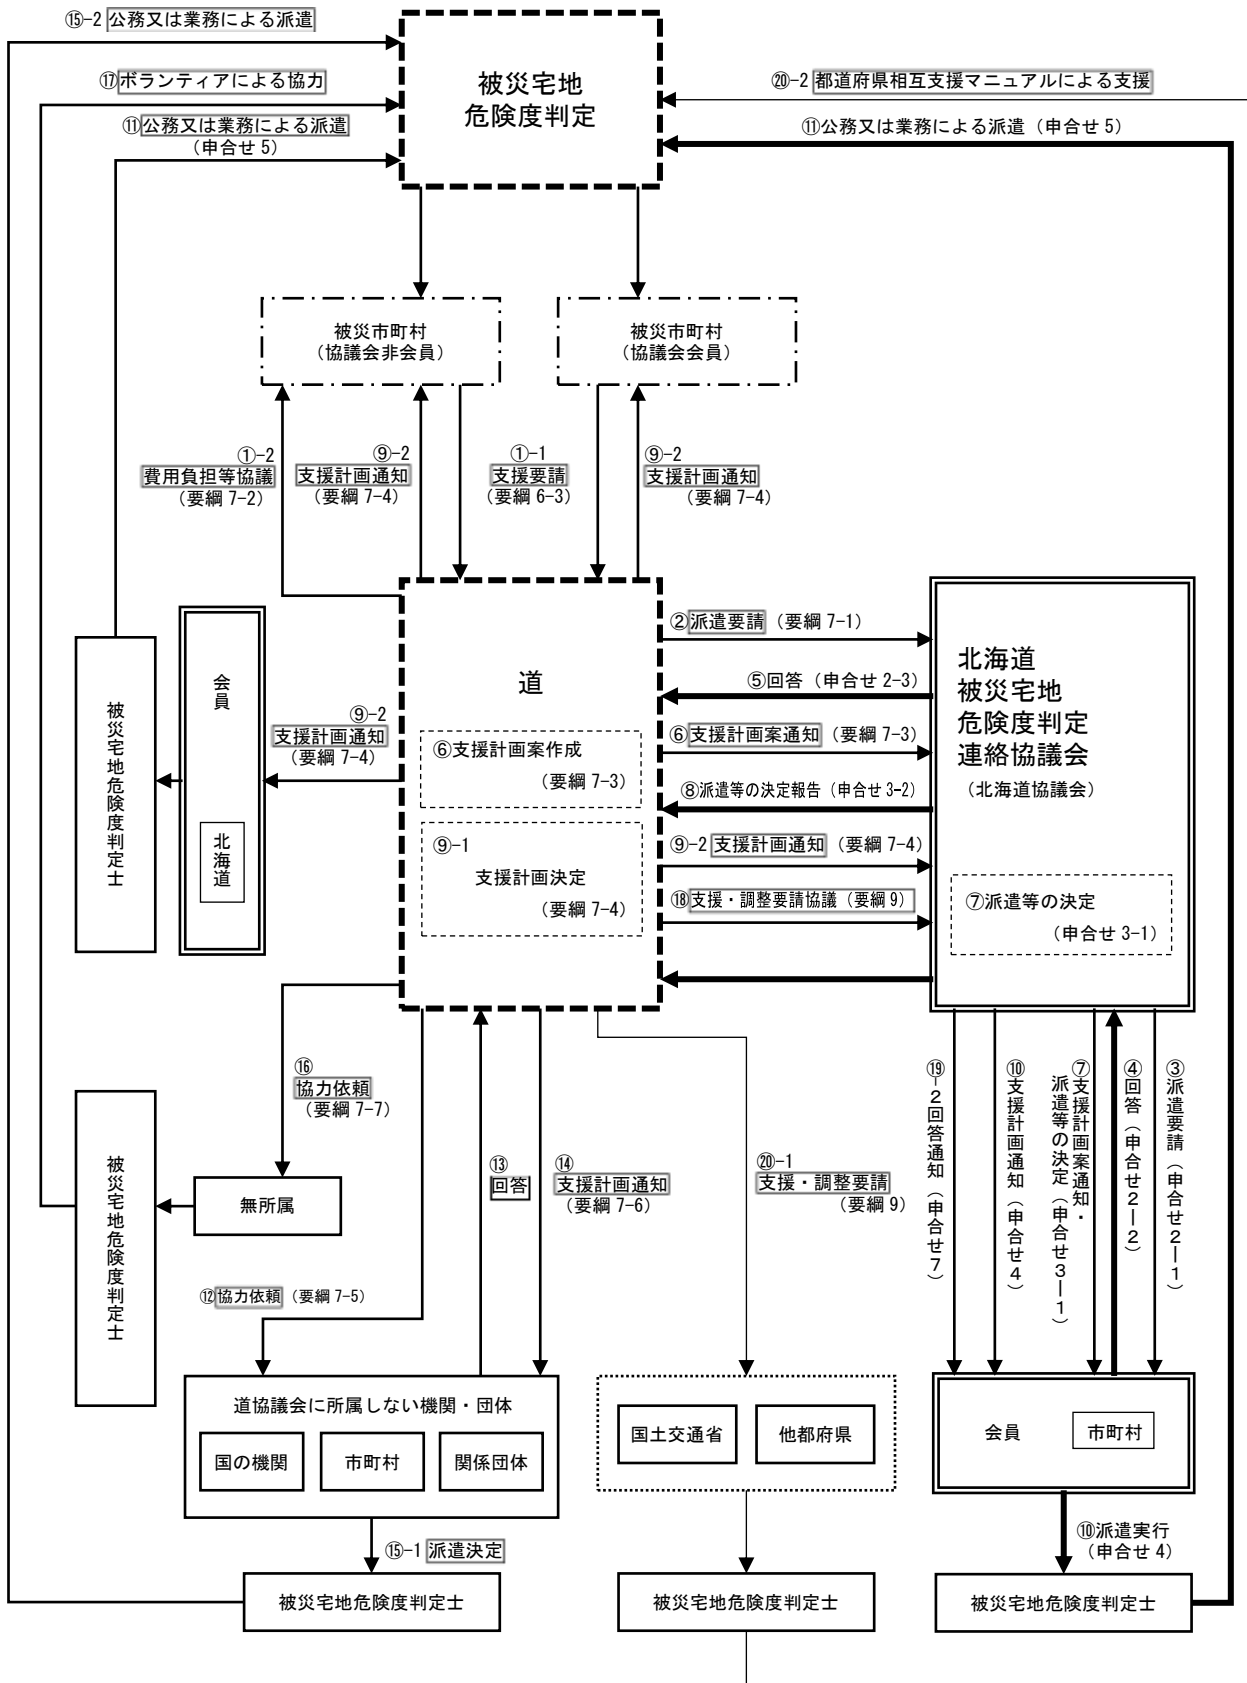 ⑮-2 公務又は業務による派遣
⑰ボランティアによる協力
⑪公務又は業務による派遣
(申合せ 5)
被災宅地
危険度判定
⑳-2 都道府県相互支援マニュアルによる支援
⑪公務又は業務による派遣（申合せ 5）
被災市町村
（協議会非会員）
被災市町村
（協議会会員）
①-2
費用負担等協議
（要綱 7-2）
⑨-2
支援計画通知
（要綱 7-4）
①-1
支援要請
（要綱 6-3）
⑨-2
支援計画通知
（要綱 7-4）
被災宅地危険度判定士
会員
北海道
⑨-2
支援計画通知
（要綱 7-4）
道
⑥支援計画案作成
（要綱 7-3）
⑨-1
支援計画決定
（要綱 7-4）
②派遣要請（要綱 7-1）
⑤回答（申合せ 2-3）
⑥支援計画案通知（要綱 7-3）
⑧派遣等の決定報告（申合せ 3-2）
⑨-2 支援計画通知（要綱 7-4）
⑱支援・調整要請協議（要綱 9）
北海道
被災宅地
危険度判定
連絡協議会
（北海道協議会）
⑦派遣等の決定
（申合せ 3-1）
⑯
協力依頼
（要綱 7-7）
被災宅地危険度判定士
無所属
⑫協力依頼（要綱 7-5）
⑬
回答
⑭
支援計画通知
（要綱 7-6）
⑳-1
支援・調整要請
（要綱 9）
③派遣要請（申合せ２ー１）
④回答（申合せ２ー２）
⑦支援計画案通知・
派遣等の決定（申合せ３ー１）
⑩支援計画通知（申合せ４）
⑲-２回答通知（申合せ７）
道協議会に所属しない機関・団体
国の機関
市町村
関係団体
国土交通省
他都府県
会員
市町村
⑮-1 派遣決定
⑩派遣実行
（申合せ 4）
被災宅地危険度判定士
被災宅地危険度判定士
被災宅地危険度判定士